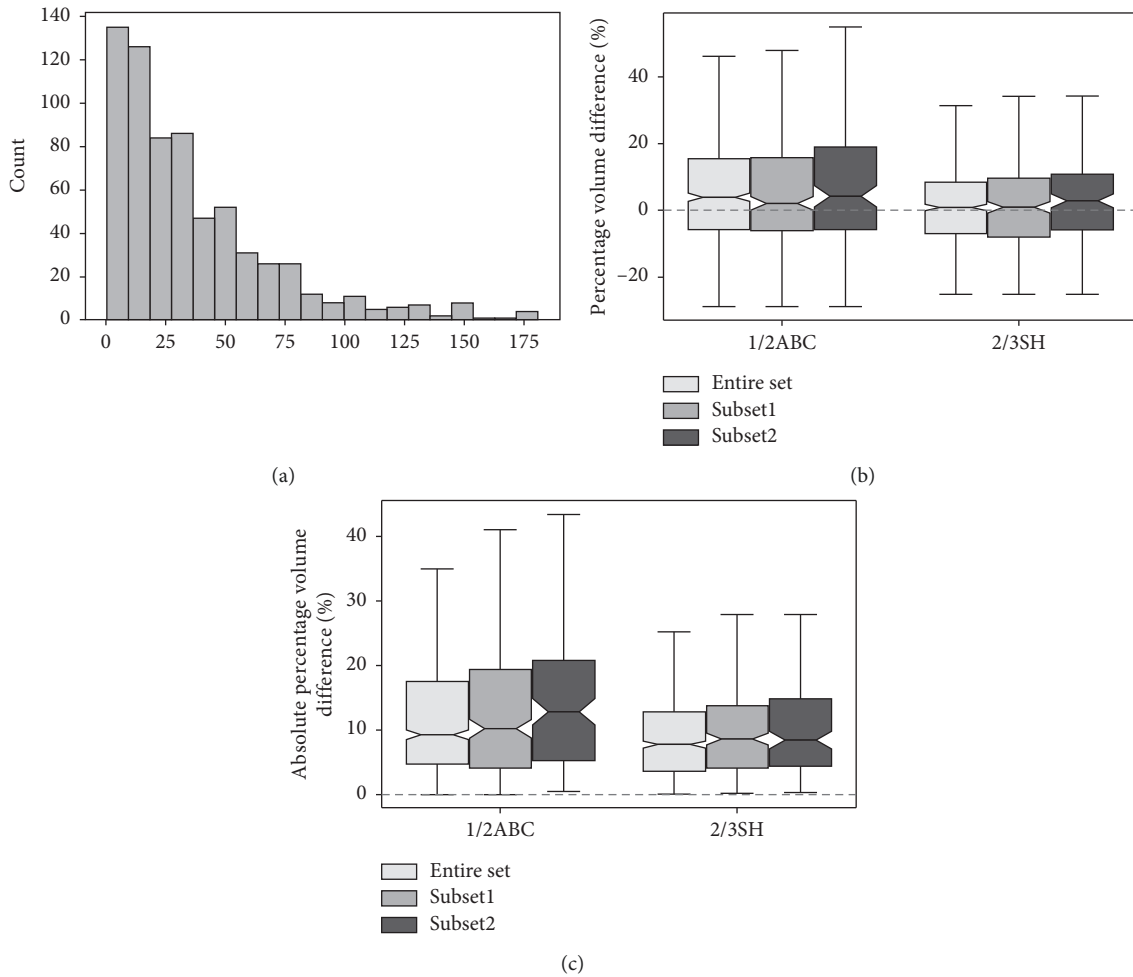 140
120
100
80
60
40
20
0
Count
0 25 50 75 100 125 150 175
(a)
Percentage volume difference (%)
40
20
0
–20
1/2ABC 2/3SH
Entire set
Subset1
Subset2
(b)
Absolute percentage volume
difference (%)
40
30
20
10
0
1/2ABC 2/3SH
Entire set
Subset1
Subset2
(c)